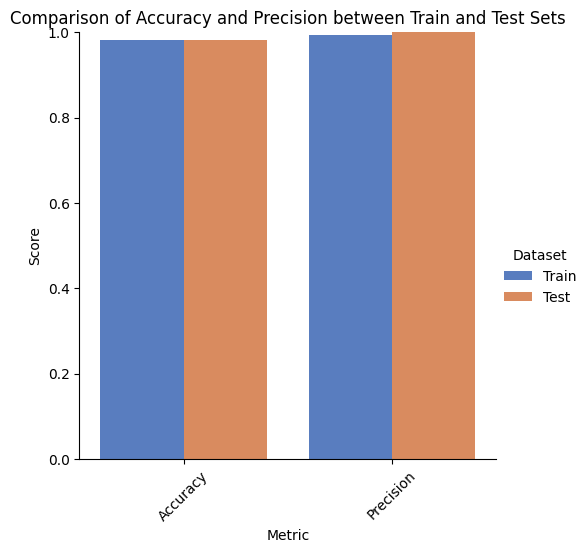 Comparison of Accuracy and Precision between Train and Test Sets
1.0
0.8
0.6
0.4
0.2
0.0
Score
Accuracy
Precision
Metric
Dataset
Train
Test